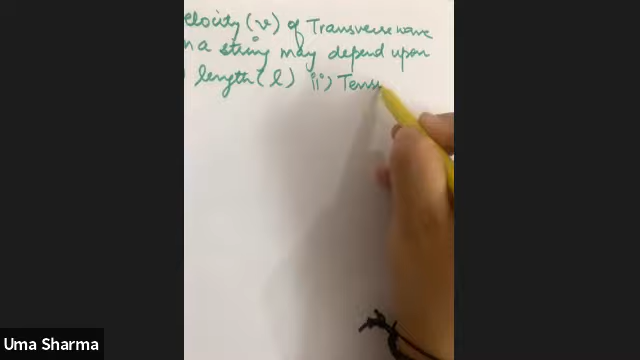 elocity (v) of Transverse wave
n a string may depend upon
length (l) ii) Tens
Uma Sharma